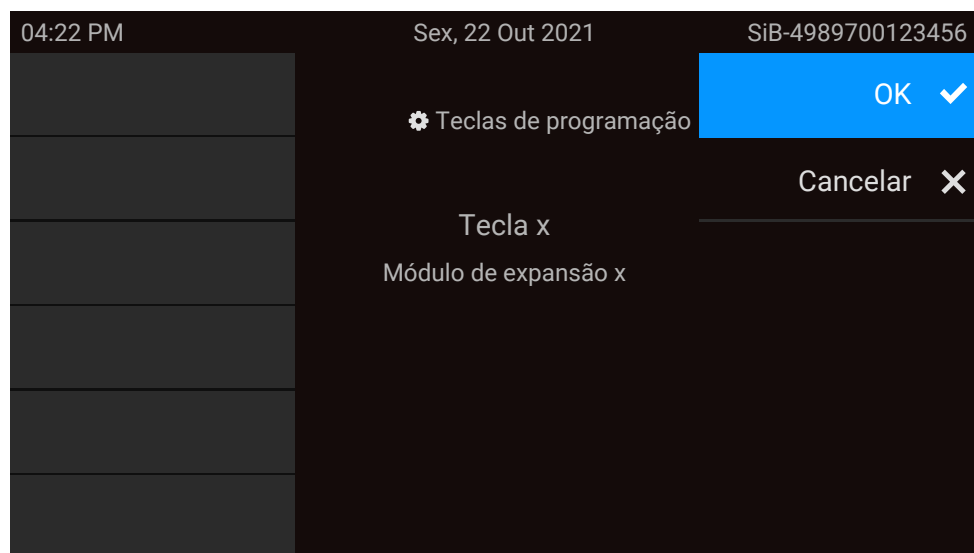 04:22 PM Sex, 22 Out 2021 SiB-4989700123456
OK
Teclas de programação
Cancelar
Tecla x
Módulo de expansão x